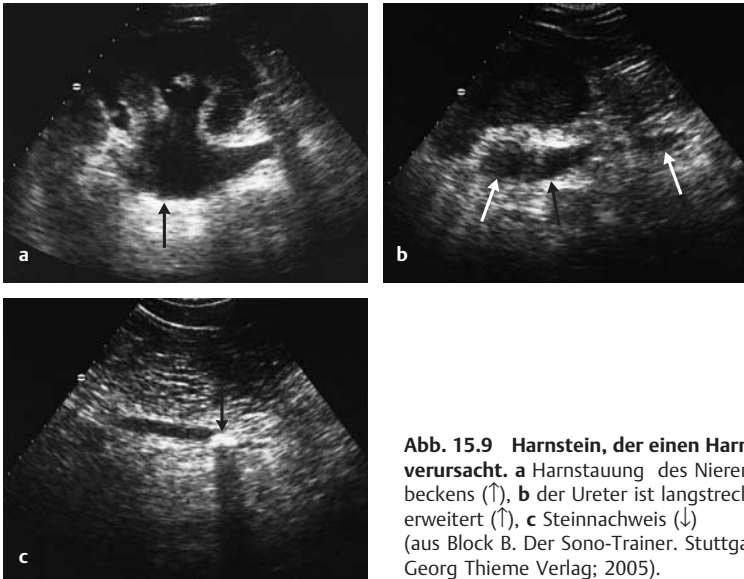 a
b
c
Abb. 15.9 Harnstein, der einen Harn
verursacht. a Harnstauung des Nieren
beckens (↑), b der Ureter ist langstreck
erweitert (↑), c Steinnachweis (↓)
(aus Block B. Der Sono-Trainer. Stuttga
Georg Thieme Verlag; 2005).